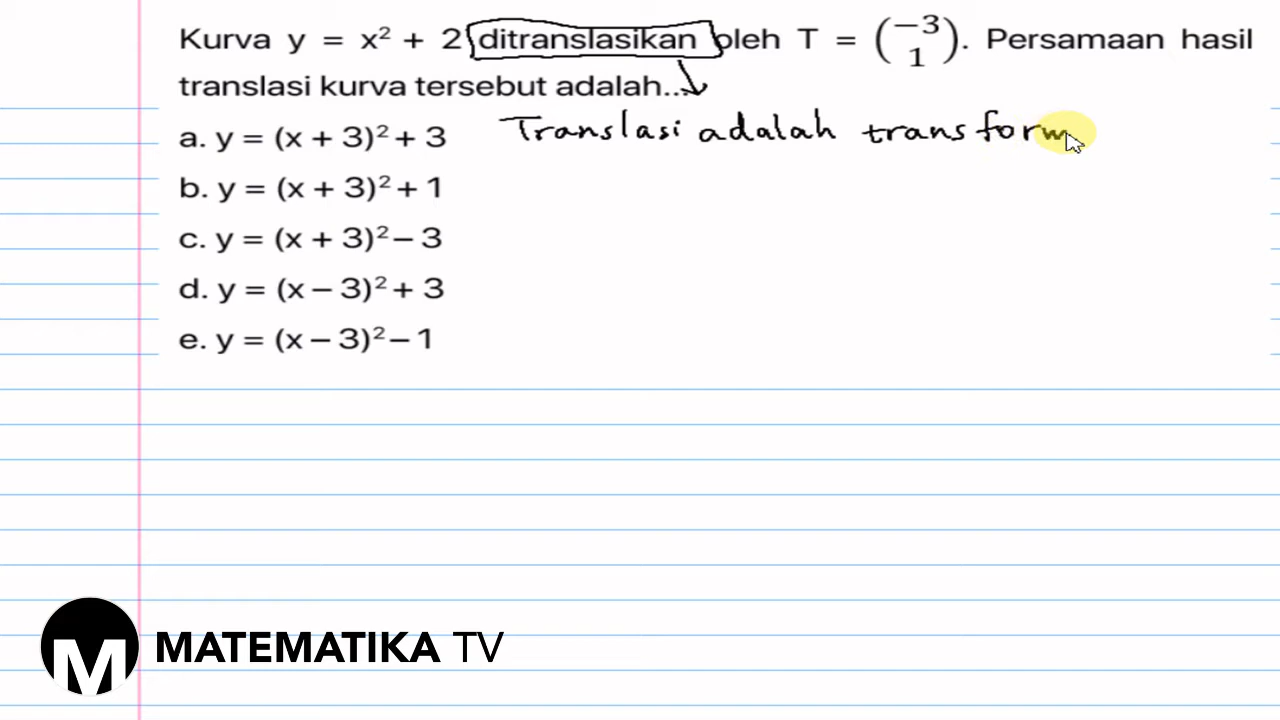 Kurva y = x² + 2 ditranslasikan oleh T = (−3 1). Persamaan hasil
translasi kurva tersebut adalah...
a. y = (x + 3)² + 3
Translasi adalah transform
b. y = (x + 3)² + 1
c. y = (x + 3)² – 3
d. y = (x – 3)² + 3
e. y = (x – 3)² – 1
M MATEMATIKA TV